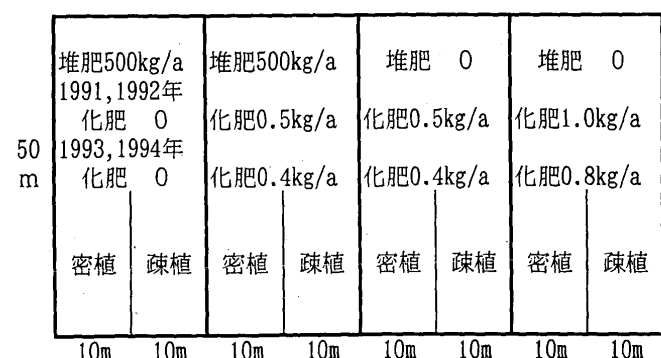 堆肥500kg/a 堆肥500kg/a 堆肥 0 堆肥 0
1991,1992年
化肥 0 化肥0.5kg/a 化肥0.5kg/a 化肥1.0kg/a
50 1993,1994年
m 化肥 0 化肥0.4kg/a 化肥0.4kg/a 化肥0.8kg/a
密植 疎植 密植 疎植 密植 疎植 密植 疎植
10m 10m 10m 10m 10m 10m 10m 10m